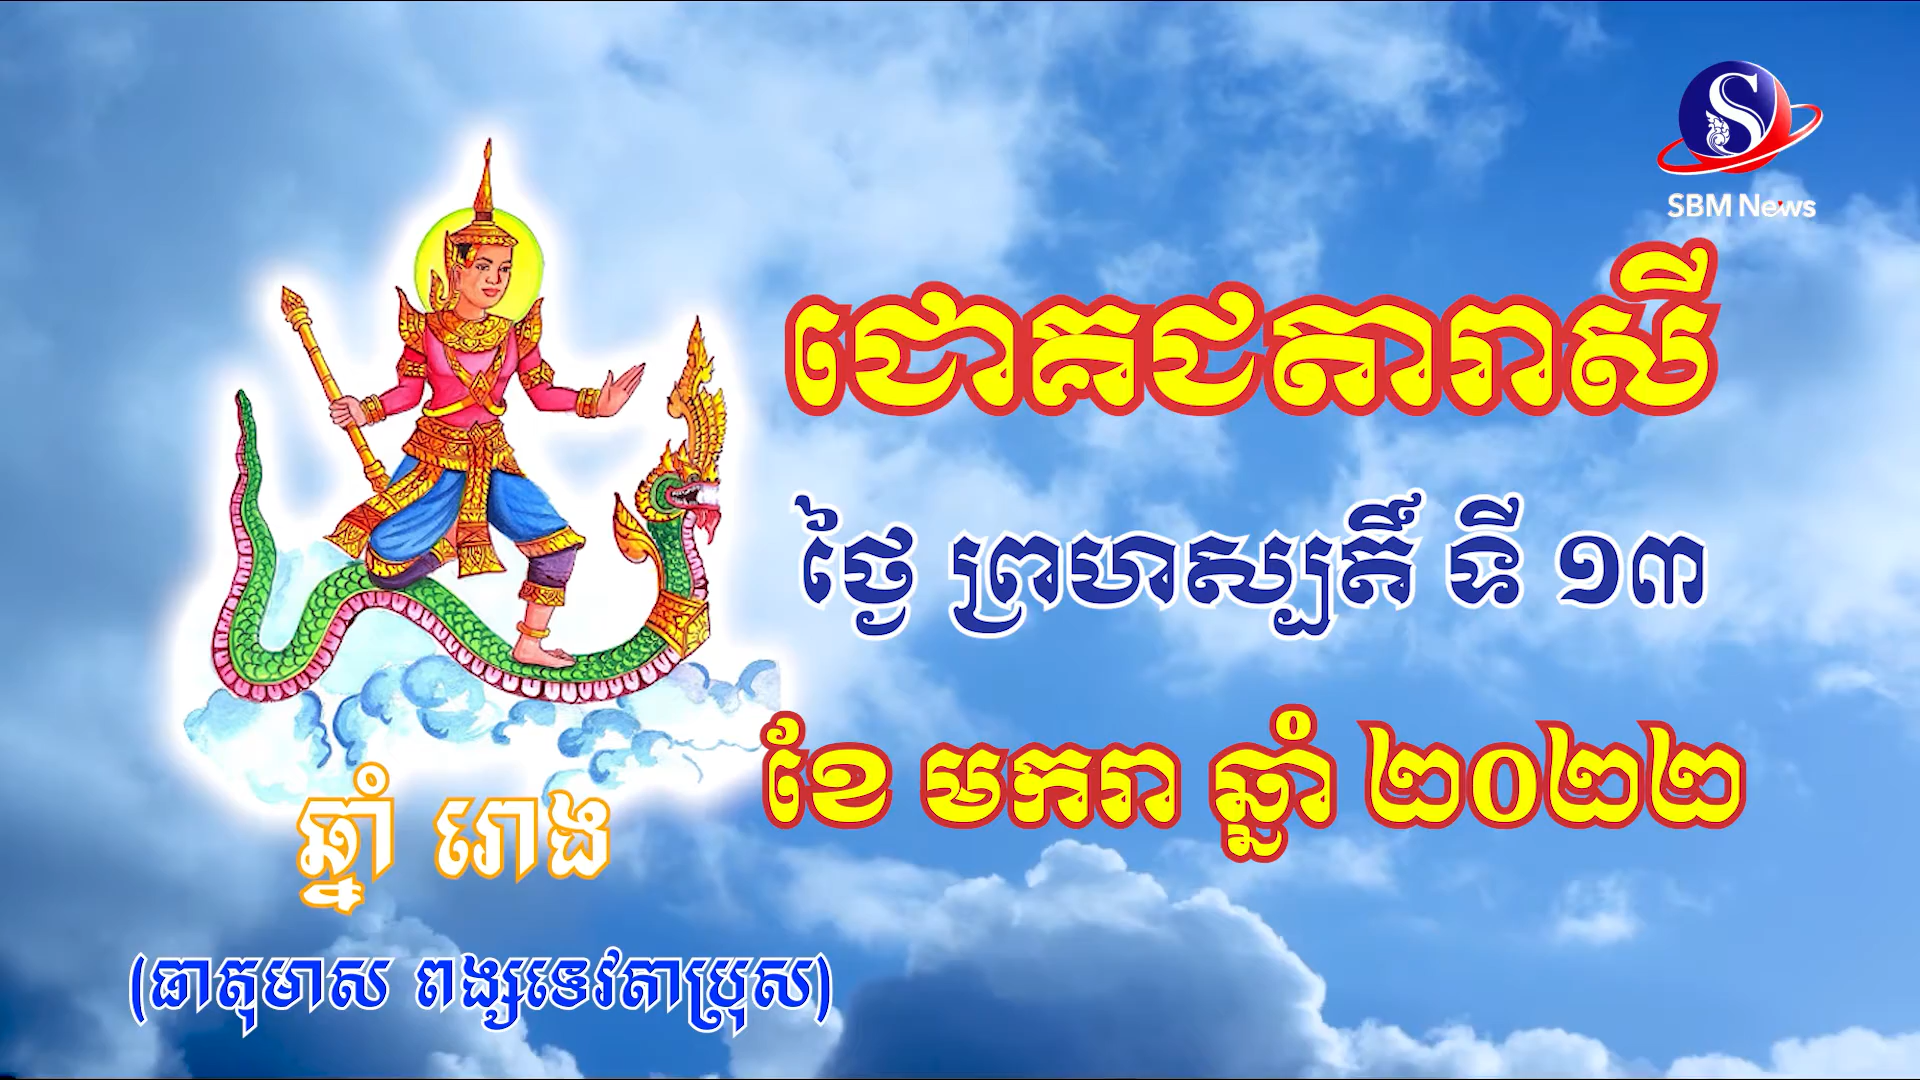 SBM News
ជោគជតារាសី
ថ្ងៃ ព្រហស្បតិ៍ ទី ១៣
ខែ មករា ឆ្នាំ ២០២២
ឆ្នាំ រោង
(ធាតុមាស ពង្សទេវតាប្រុស)